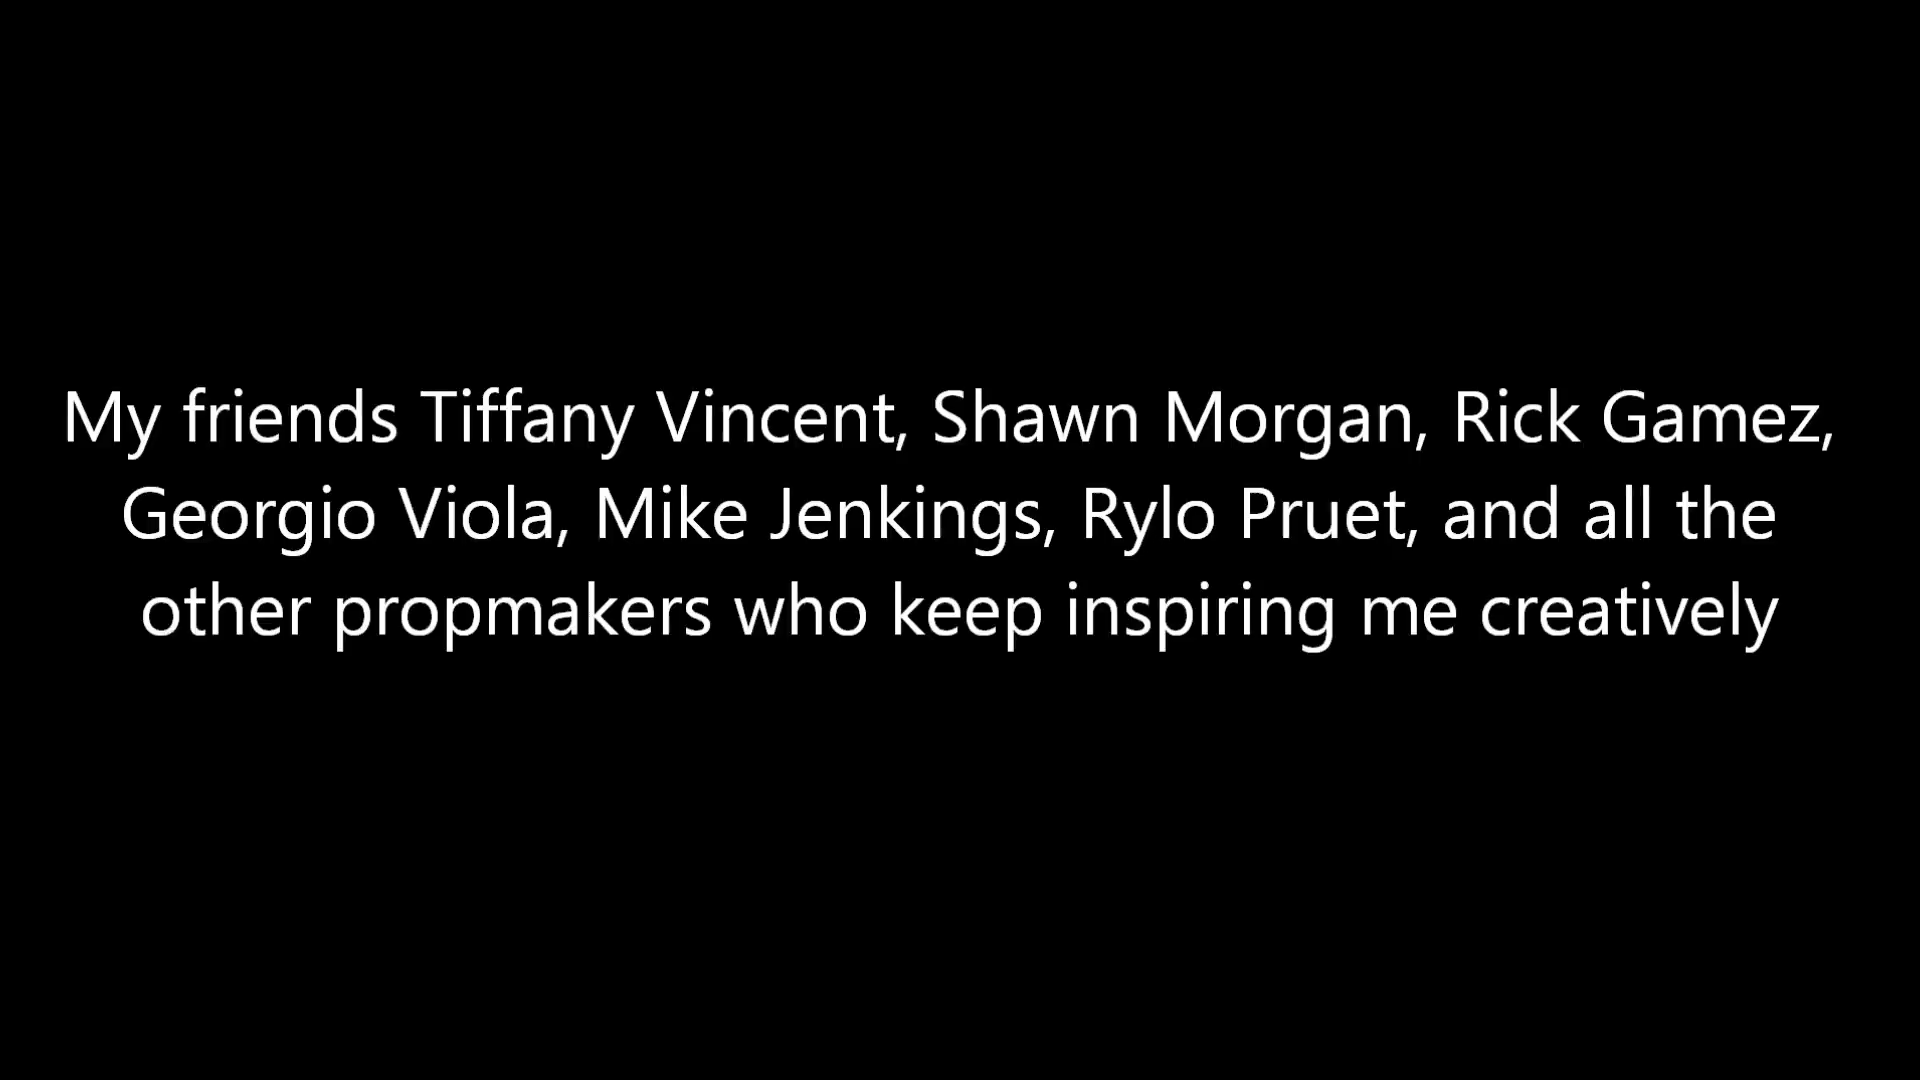 My friends Tiffany Vincent, Shawn Morgan, Rick Gamez,
Georgio Viola, Mike Jenkings, Rylo Pruet, and all the
other propmakers who keep inspiring me creatively